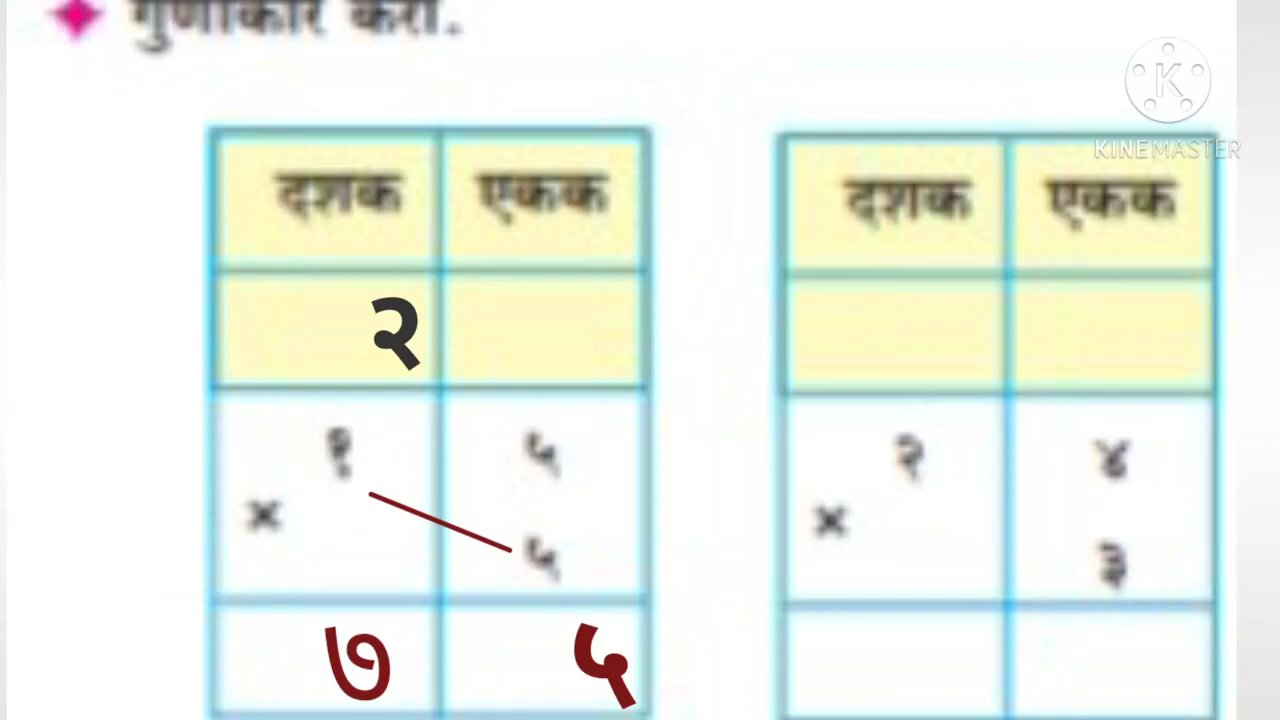 गुणाकार करा.
K
KINEMASTER
दशक एकक
२
१ ५
×
५
७ ५
दशक एकक
२ ४
×
३